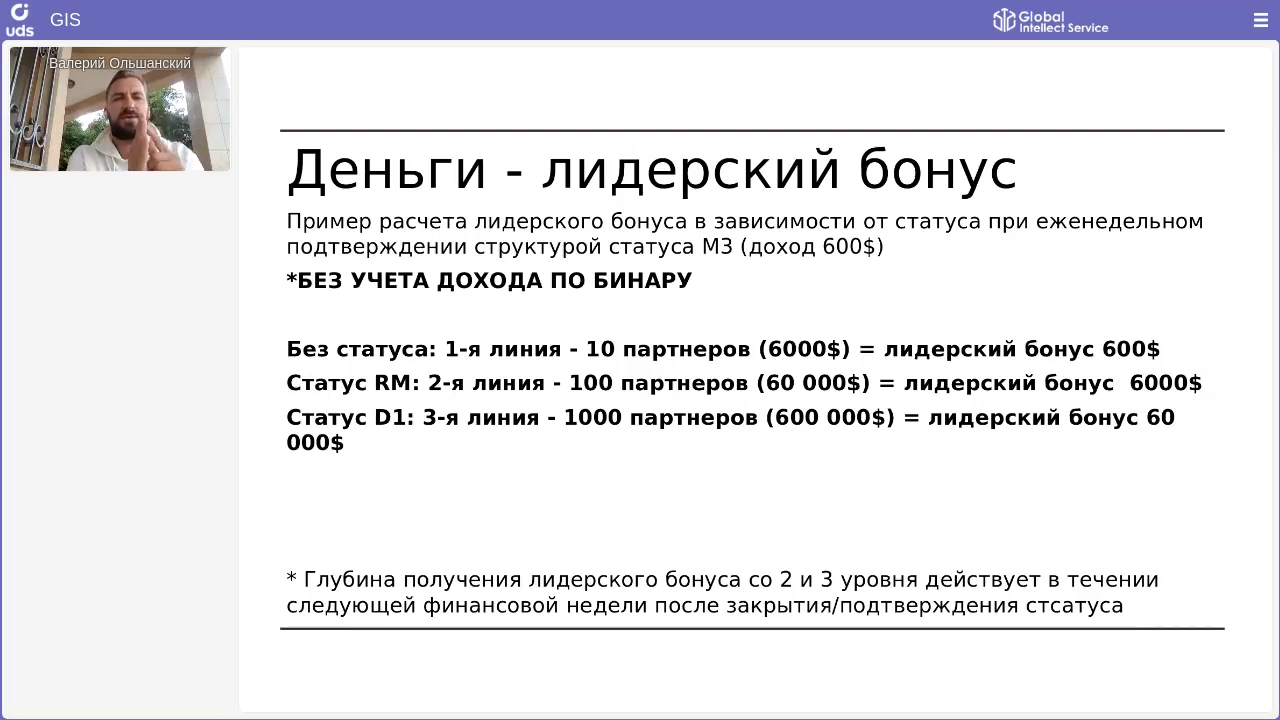 uds
GIS
Global
Intellect Service
Валерий Ольшанский
Деньги - лидерский бонус
Пример расчета лидерского бонуса в зависимости от статуса при еженедельном
подтверждении структурой статуса М3 (доход 600$)
*БЕЗ УЧЕТА ДОХОДА ПО БИНАРУ
Без статуса: 1-я линия - 10 партнеров (6000$) = лидерский бонус 600$
Статус RM: 2-я линия - 100 партнеров (60 000$) = лидерский бонус  6000$
Статус D1: 3-я линия - 1000 партнеров (600 000$) = лидерский бонус 60
000$
* Глубина получения лидерского бонуса со 2 и 3 уровня действует в течении
следующей финансовой недели после закрытия/подтверждения стсатуса